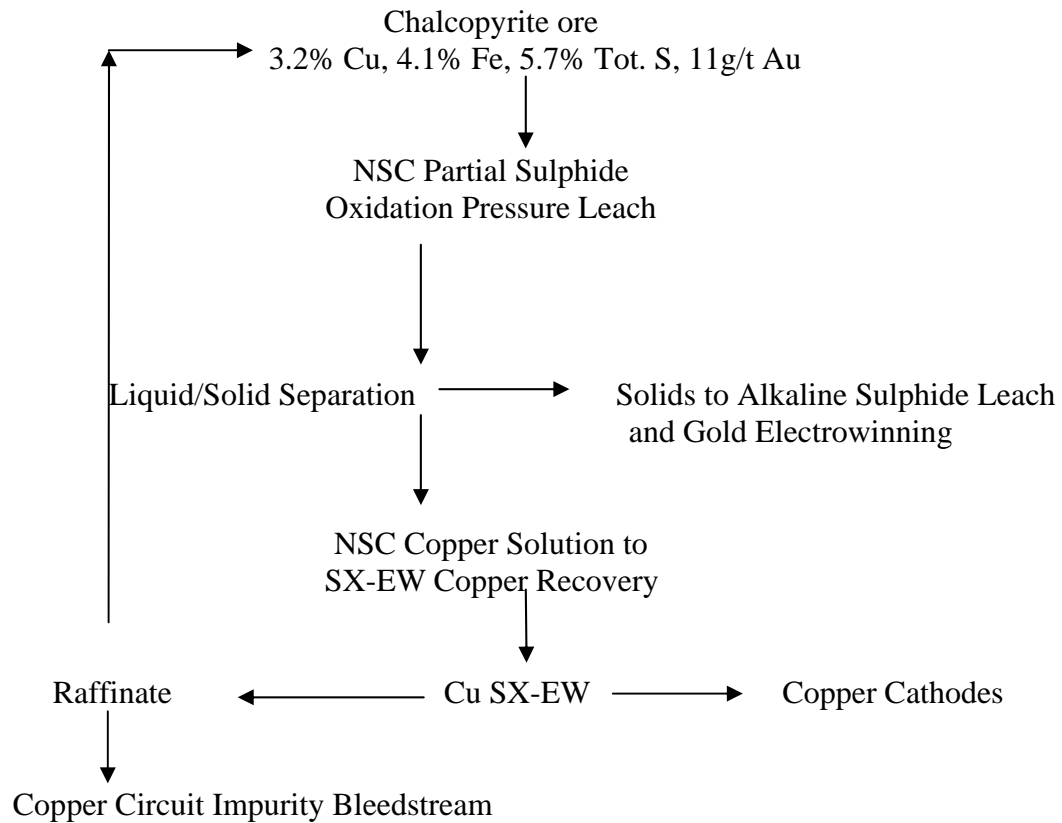 Chalcopyrite ore
3.2% Cu, 4.1% Fe, 5.7% Tot. S, 11g/t Au
NSC Partial Sulphide
Oxidation Pressure Leach
Liquid/Solid Separation
Solids to Alkaline Sulphide Leach
and Gold Electrowinning
NSC Copper Solution to
SX-EW Copper Recovery
Raffinate
Cu SX-EW
Copper Cathodes
Copper Circuit Impurity Bleedstream